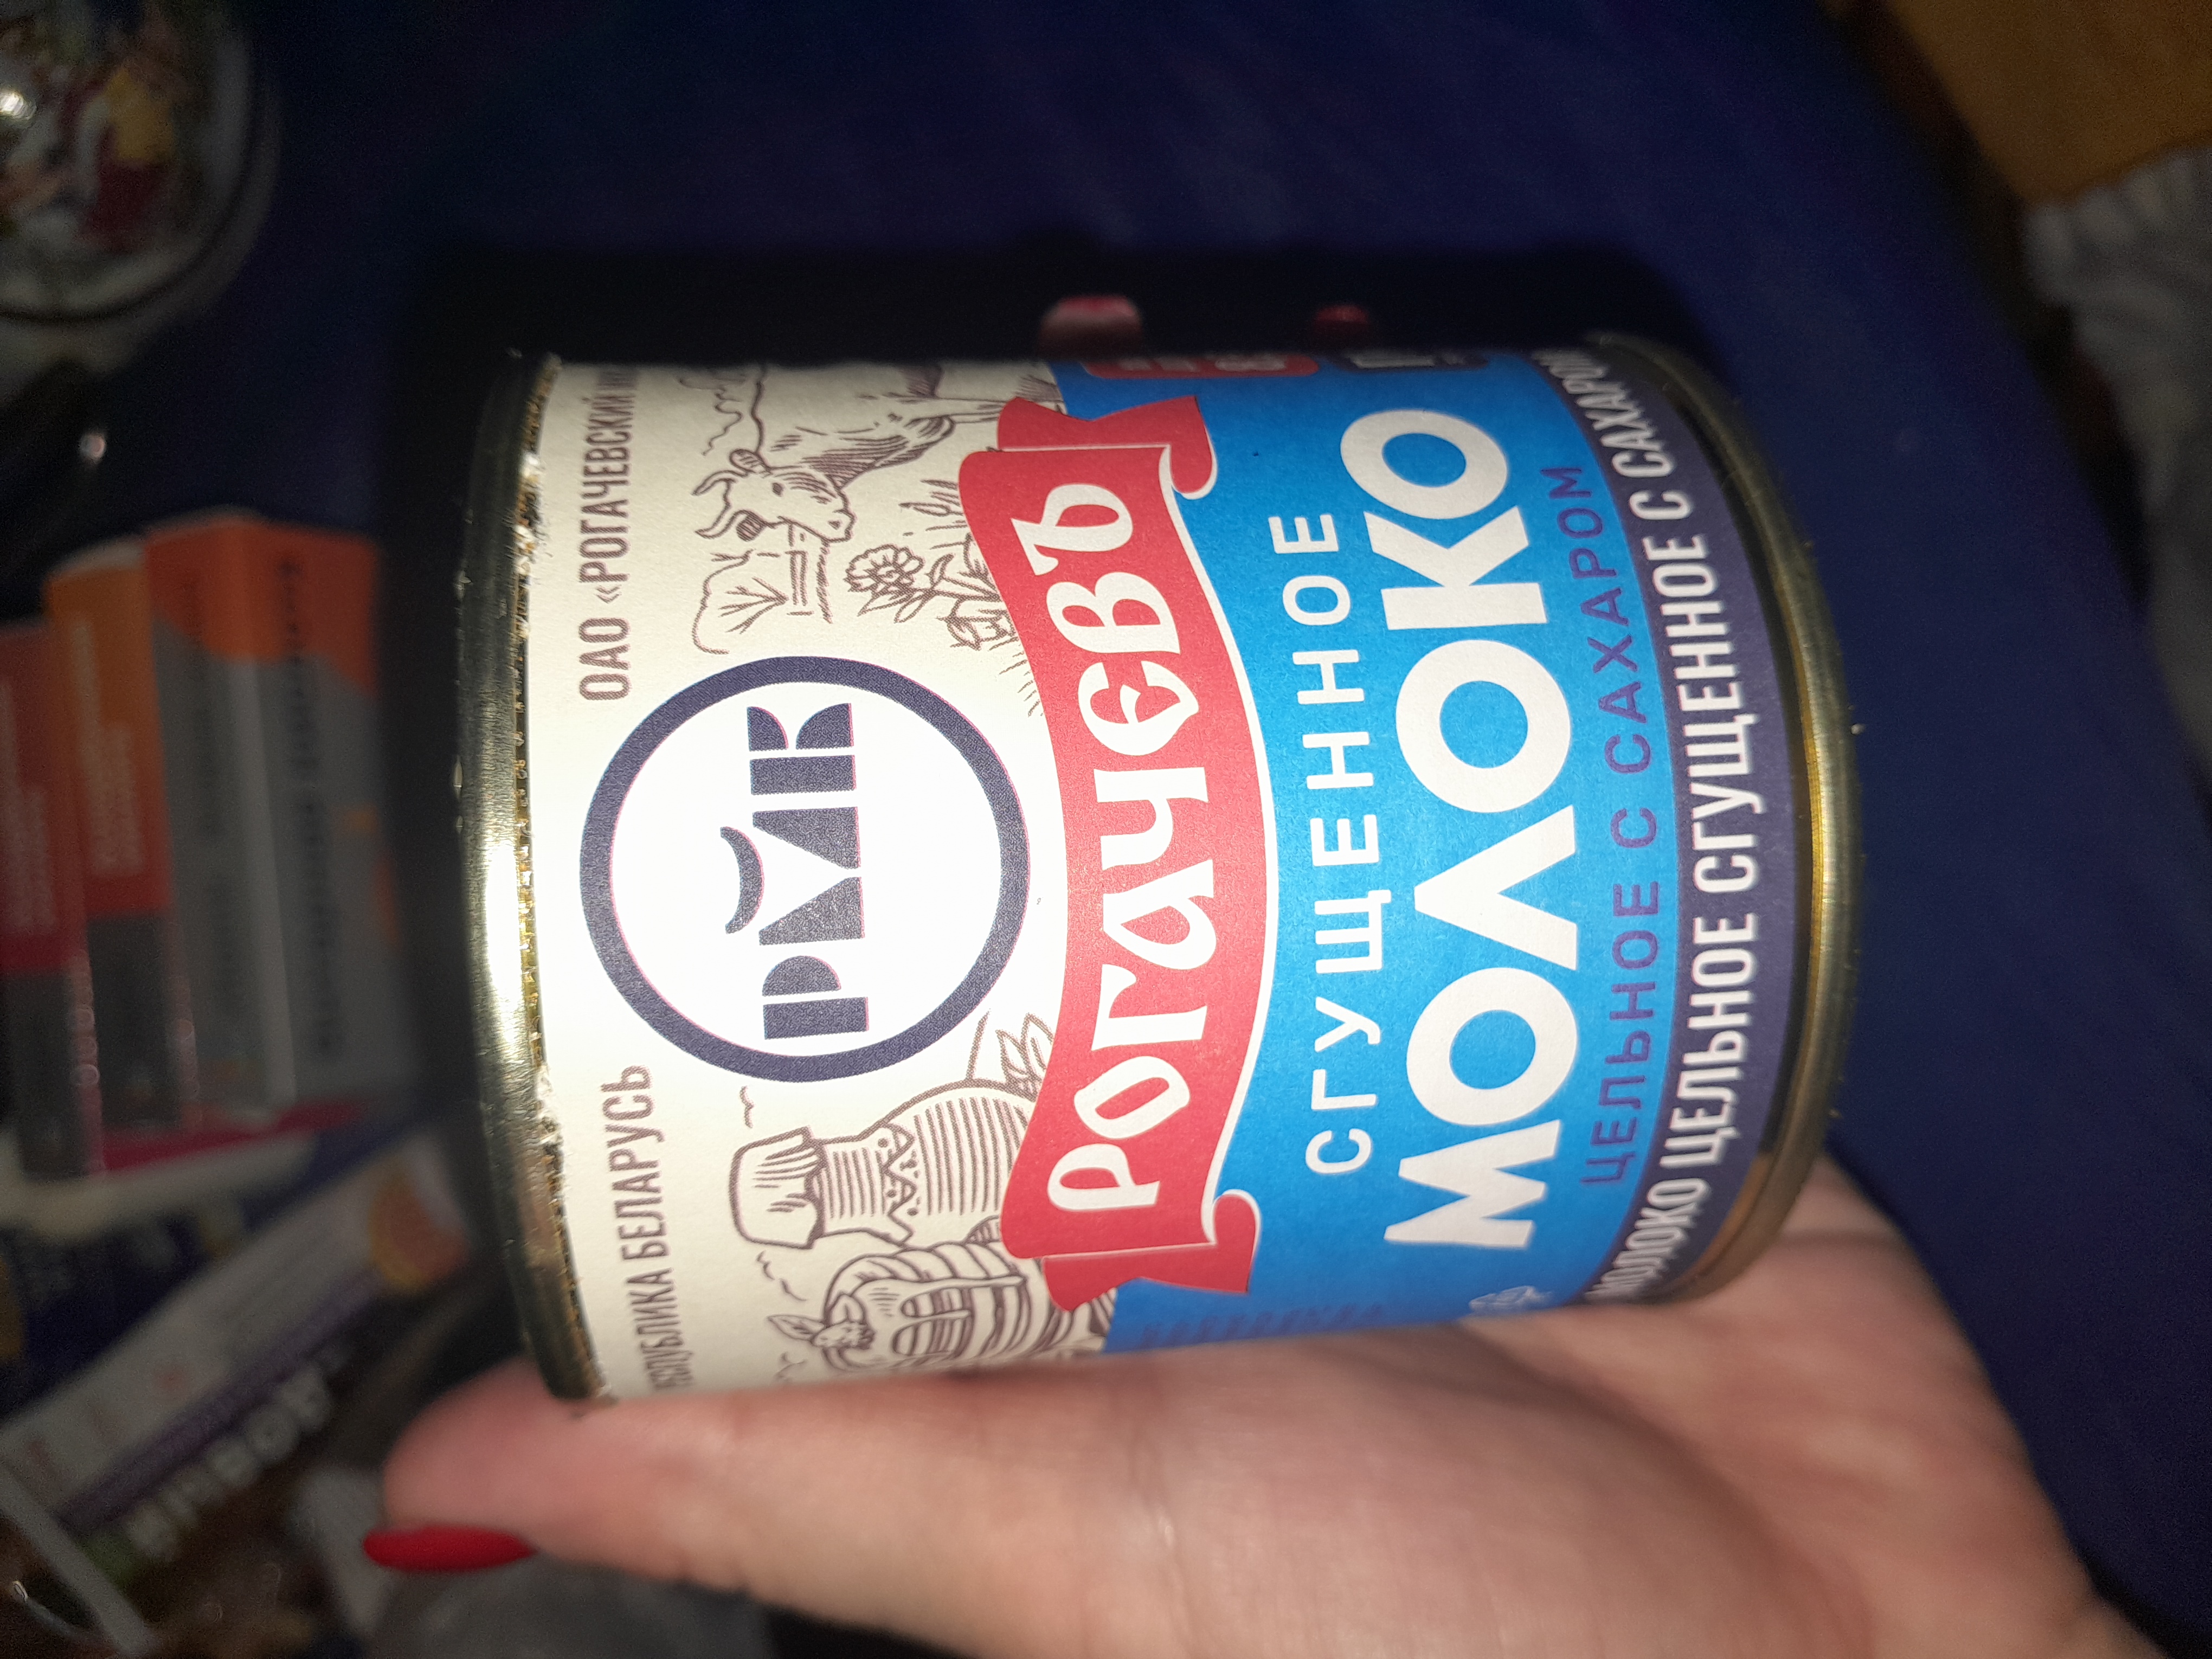 РЕСПУБЛИКА БЕЛАРУСЬ
ОАО «РОГАЧЕВСКИЙ
РМК
РОГАЧЕВЪ
СГУЩЕННОЕ
МОЛОКО
ЦЕЛЬНОЕ С САХАРОМ
МОЛОКО ЦЕЛЬНОЕ СГУЩЕННОЕ С САХАРОМ